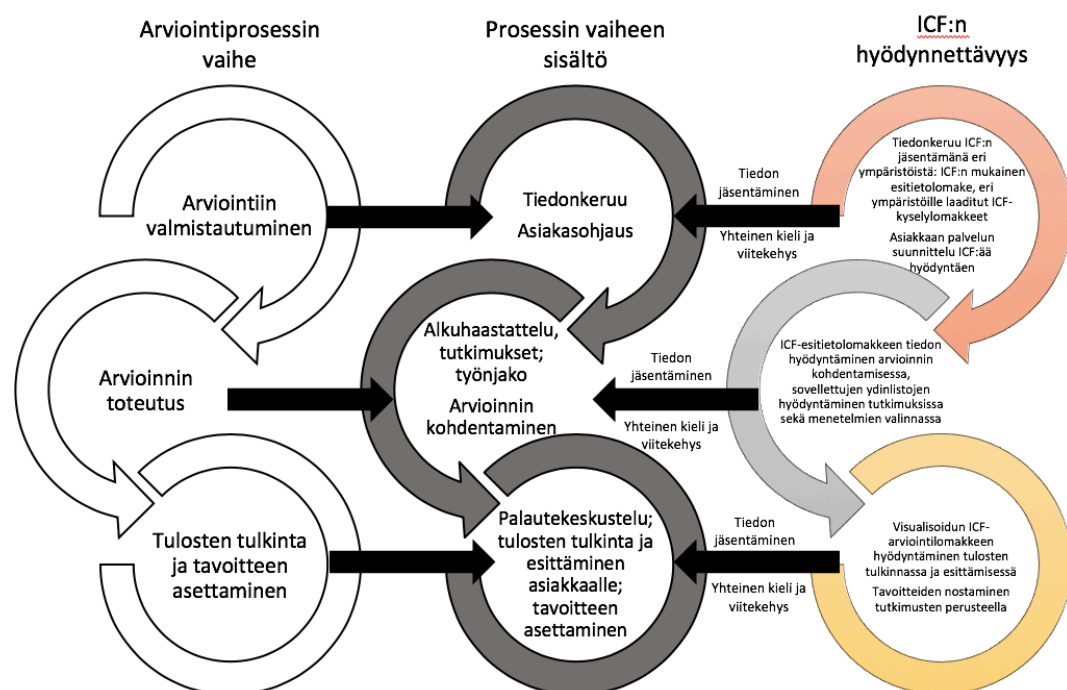 Arviointiprosessin
vaihe
Prosessin vaiheen
sisältö
ICF:n
hyödynnettävyys
Arviointiin
valmistautuminen
Tiedonkeruu
Asiakasohjaus
Tiedon
jäsentäminen
Yhteinen kieli ja
viitekehys
Tiedonkeruu ICF:n
jäsentämänä eri
ympäristöistä: ICF:n mukainen
esitietolomake, eri
ympäristöille laaditut ICF-
kyselylomakkeet
Asiakkaan palvelun
suunnittelu ICF:ää
hyödyntäen
Arvioinnin
toteutus
Alkuhaastattelu,
tutkimukset;
työnjako
Arvioinnin
kohdentaminen
Tiedon
jäsentäminen
Yhteinen kieli ja
viitekehys
ICF-esitietolomakkeen tiedon
hyödyntäminen arvioinnin
kohdentamisessa,
sovellettujen ydinlistojen
hyödyntäminen tutkimuksissa
sekä menetelmien valinnassa
Tulosten tulkinta
ja tavoitteen
asettaminen
Palautekeskustelu;
tulosten tulkinta ja
esittäminen
asiakkaalle;
tavoitteen
asettaminen
Tiedon
jäsentäminen
Yhteinen kieli ja
viitekehys
Visualisoidun ICF-
arviointilomakkeen
hyödyntäminen tulosten
tulkinnassa ja esittämisessä
Tavoitteiden nostaminen
tutkimusten perusteella